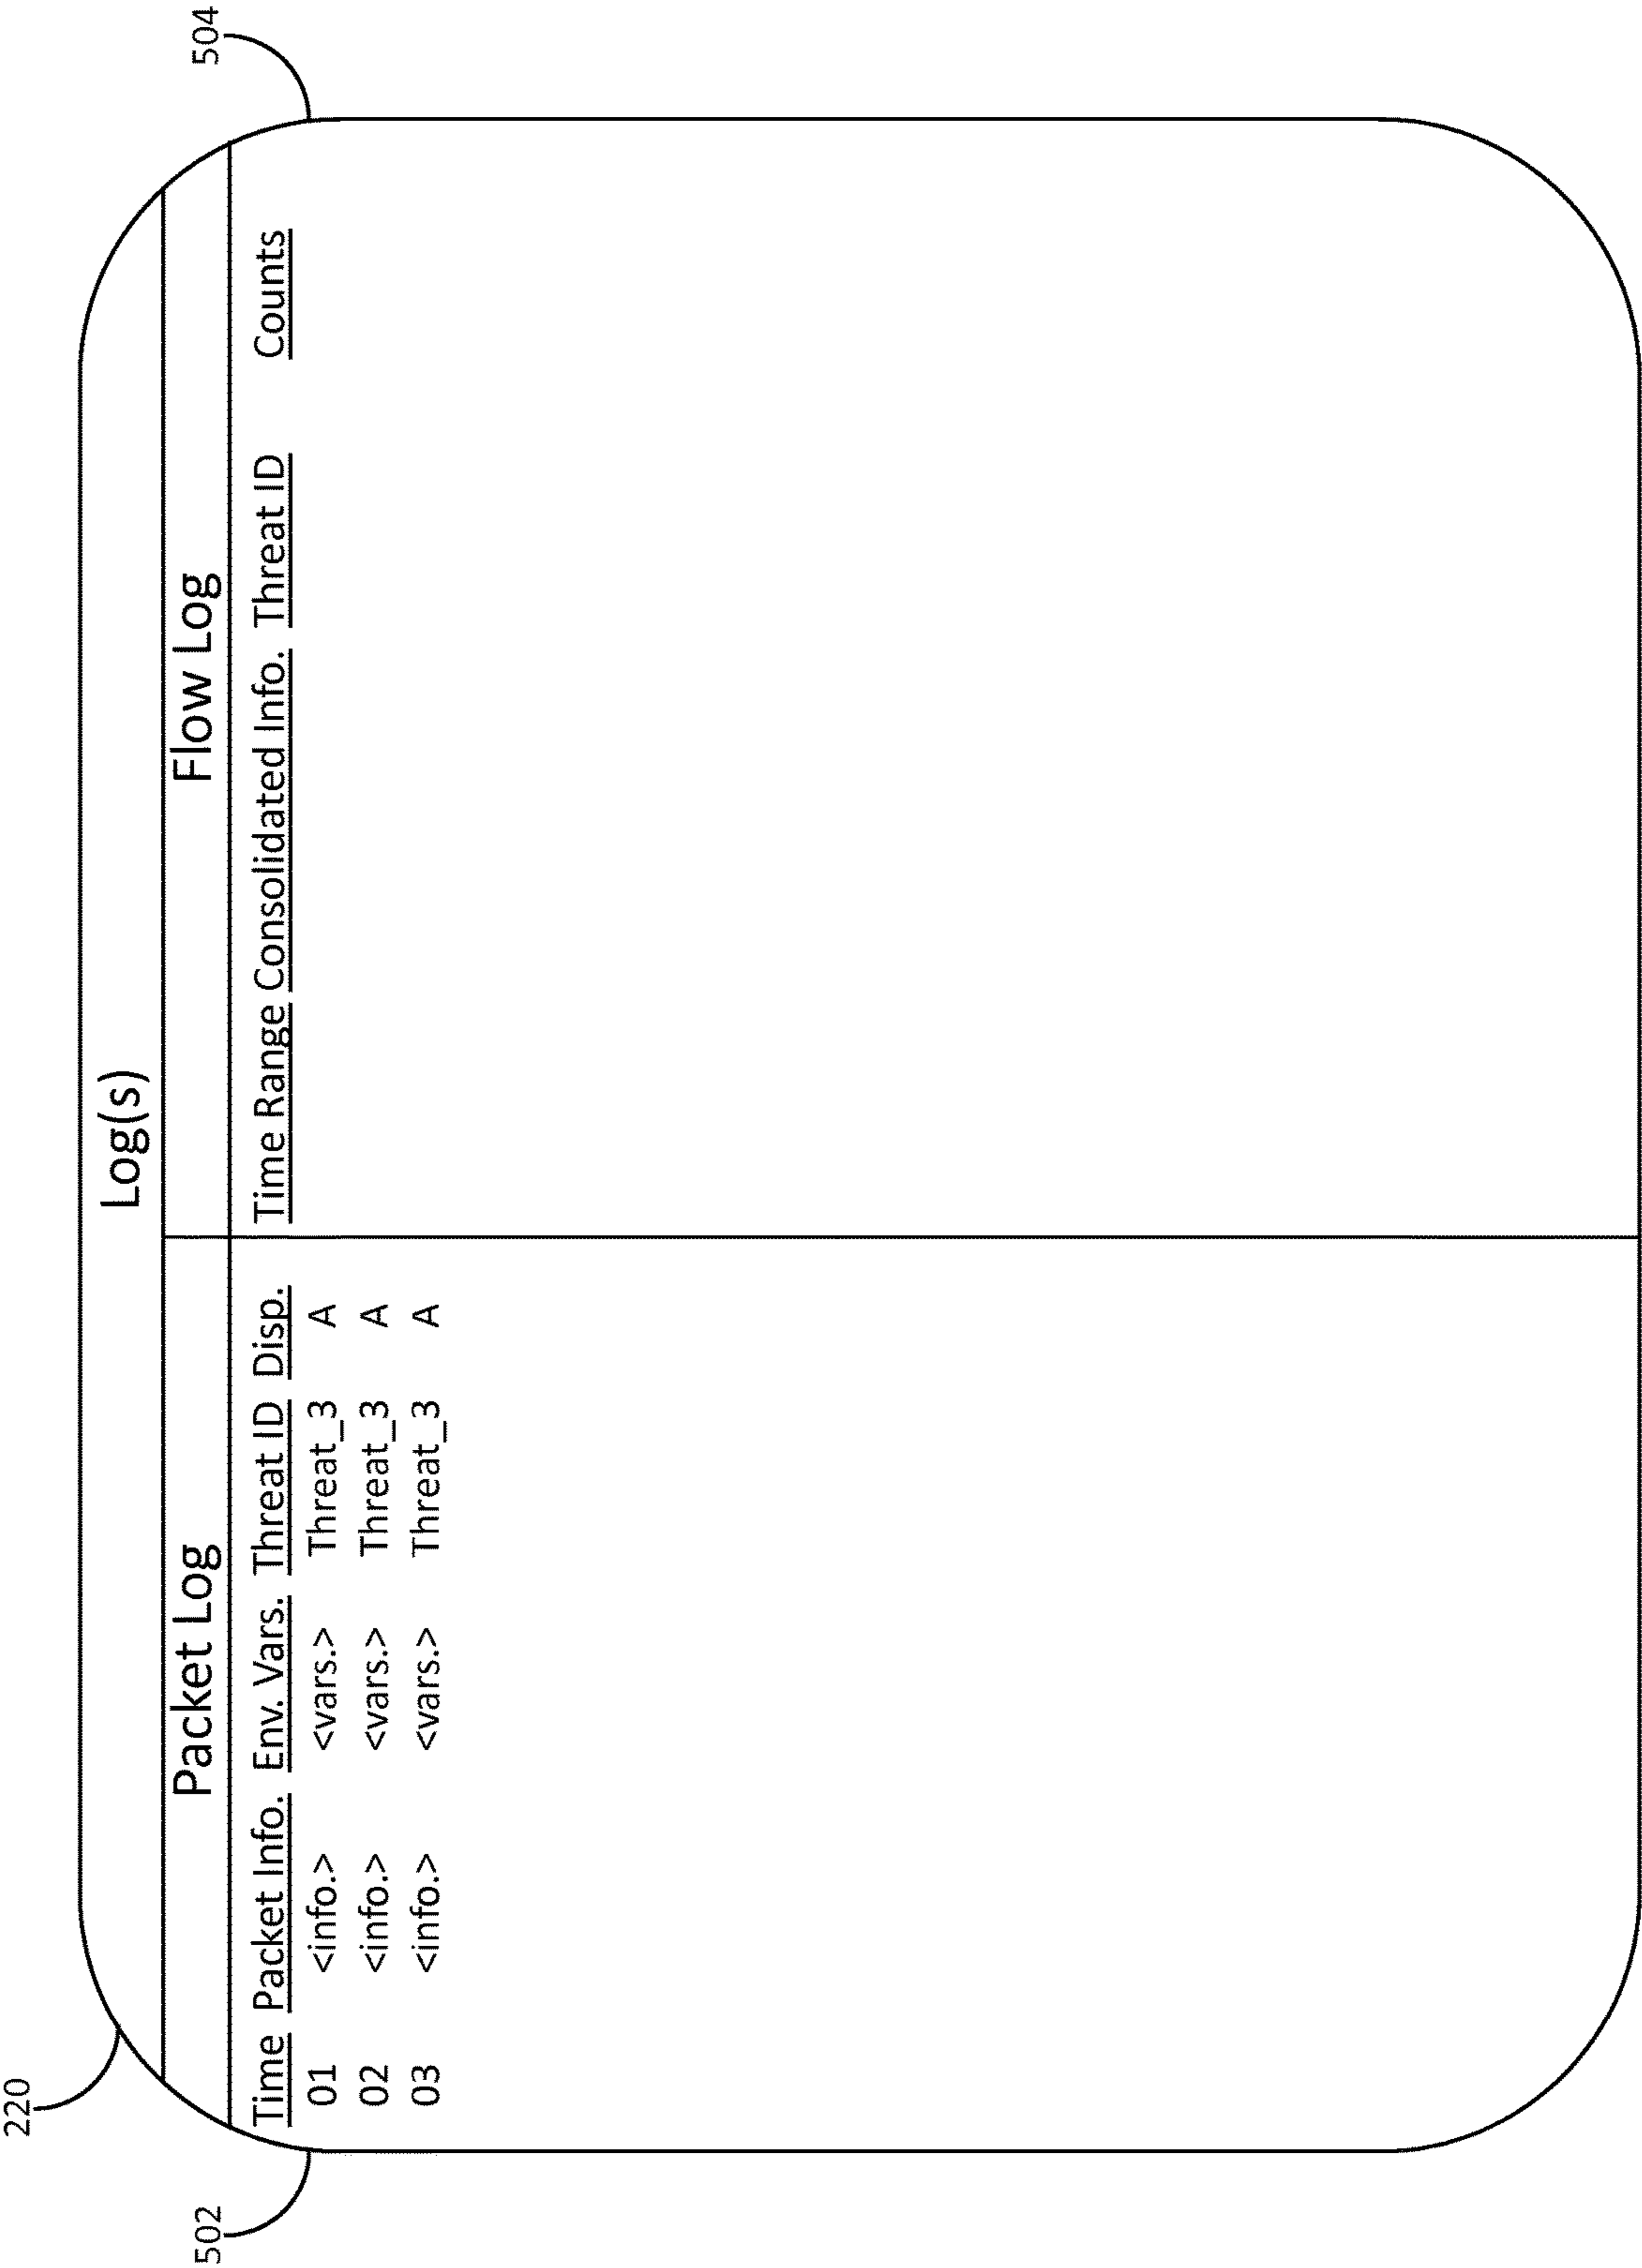 220
502
504
Log(s)
Packet Log
Flow Log
Time Packet Info. Env. Vars. Threat ID Disp.
Time Range Consolidated Info. Threat ID Counts
01 <info.> <vars.> Threat_3 A
02 <info.> <vars.> Threat_3 A
03 <info.> <vars.> Threat_3 A